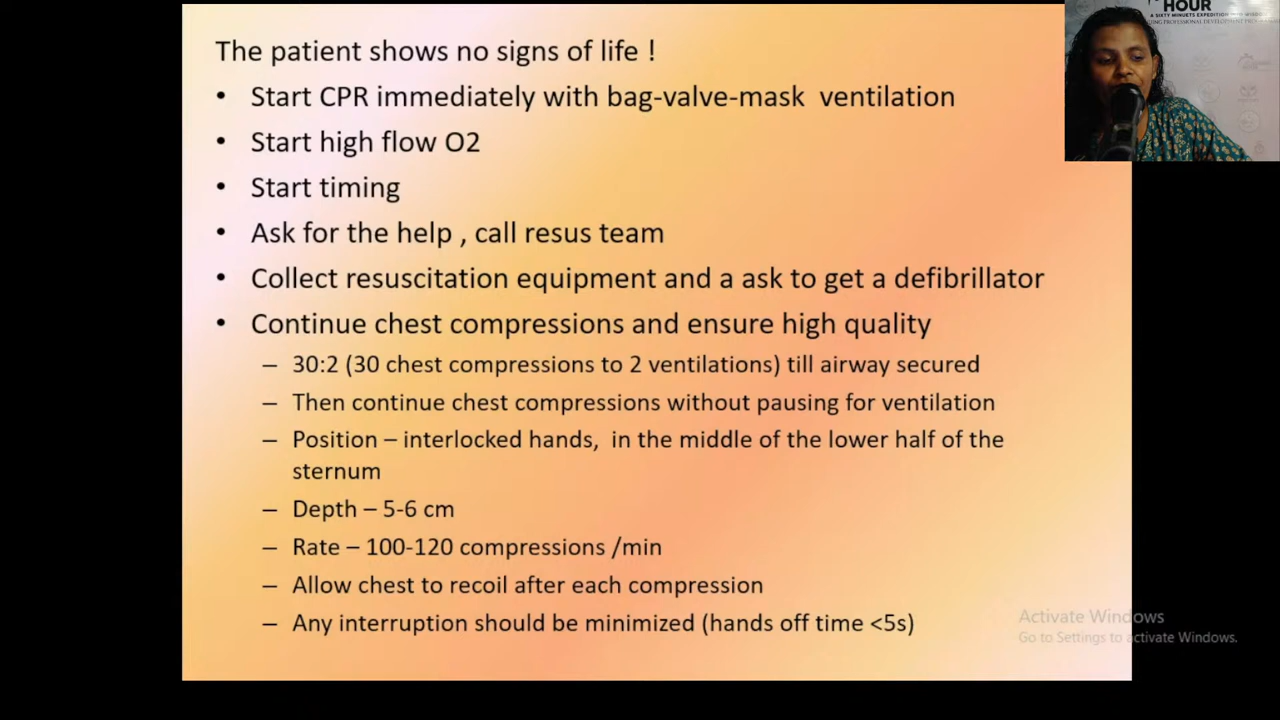 The patient shows no signs of life !
• Start CPR immediately with bag-valve-mask ventilation
• Start high flow O2
• Start timing
• Ask for the help , call resus team
• Collect resuscitation equipment and a ask to get a defibrillator
• Continue chest compressions and ensure high quality
– 30:2 (30 chest compressions to 2 ventilations) till airway secured
– Then continue chest compressions without pausing for ventilation
– Position – interlocked hands, in the middle of the lower half of the
sternum
– Depth – 5-6 cm
– Rate – 100-120 compressions /min
– Allow chest to recoil after each compression
– Any interruption should be minimized (hands off time <5s)
HOUR
A SIXTY MINUETS EXPEDITION
PROFESSIONAL DEVELOPMENT
Activate Windows
Go to Settings to activate Windows.